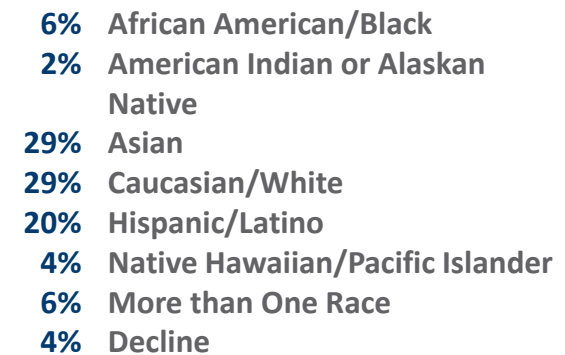 6% African American/Black
2% American Indian or Alaskan
Native
29% Asian
29% Caucasian/White
20% Hispanic/Latino
4% Native Hawaiian/Pacific Islander
6% More than One Race
4% Decline